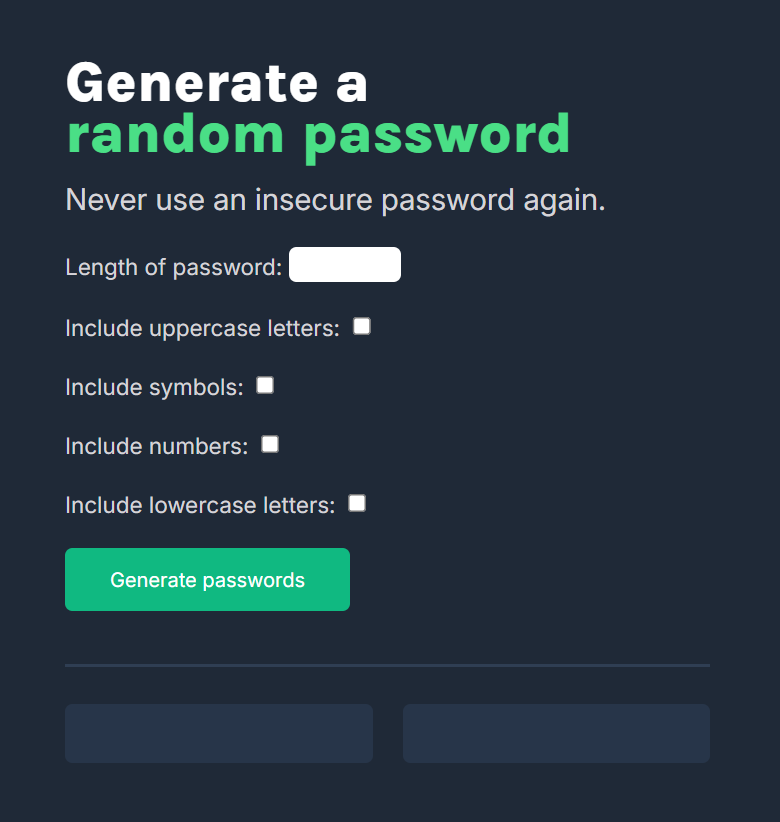 Generate a
random password
Never use an insecure password again.
Length of password:
Include uppercase letters:
Include symbols:
Include numbers:
Include lowercase letters:
Generate passwords